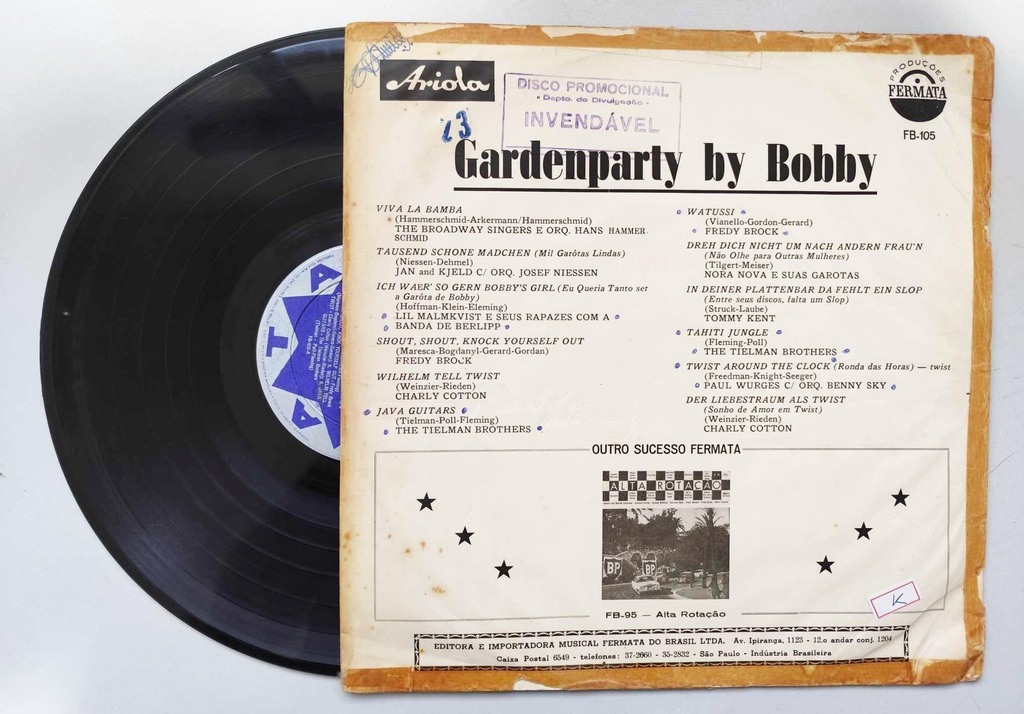 Ariola
DISCO PROMOCIONAL
- Depto. de Divulgação -
INVENDÁVEL
PRODUÇÕES
FERMATA
FB-105
23
Gardenparty by Bobby
VIVA LA BAMBA
(Hammerschmid-Arkermann/Hammerschmid)
THE BROADWAY SINGERS E ORQ. HANS HAMMER-
SCHMID
TAUSEND SCHONE MADCHEN (Mil Garôtas Lindas)
(Niessen-Dehmel)
JAN and KJELD C/ ORQ. JOSEF NIESSEN
ICH WAER' SO GERN BOBBY'S GIRL (Eu Queria Tanto ser
a Garôta de Bobby)
(Hoffman-Klein-Eleming)
LIL MALMKVIST E SEUS RAPAZES COM A
BANDA DE BERLIPP
SHOUT, SHOUT, KNOCK YOURSELF OUT
(Maresca-Bogdanyl-Gerard-Gordan)
FREDY BROCK
WILHELM TELL TWIST
(Weinzier-Rieden)
CHARLY COTTON
JAVA GUITARS
(Tielman-Poll-Fleming)
THE TIELMAN BROTHERS
WATUSSI
(Vianello-Gordon-Gerard)
FREDY BROCK
DREH DICH NICHT UM NACH ANDERN FRAU'N
(Não Olhe para Outras Mulheres)
(Tilgert-Meiser)
NORA NOVA E SUAS GAROTAS
IN DEINER PLATTENBAR DA FEHLT EIN SLOP
(Entre seus discos, falta um Slop)
(Struck-Laube)
TOMMY KENT
TAHITI JUNGLE
(Fleming-Poll)
THE TIELMAN BROTHERS
TWIST AROUND THE CLOCK (Ronda das Horas) — twist
(Freedman-Knight-Seeger)
PAUL WURGES C/ ORQ. BENNY SKY
DER LIEBESTRAUM ALS TWIST
(Sonho de Amor em Twist)
(Weinzier-Rieden)
CHARLY COTTON
OUTRO SUCESSO FERMATA
ALTA ROTAÇÃO
BP
BP
FB-95 — Alta Rotação
K
EDITORA E IMPORTADORA MUSICAL FERMATA DO BRASIL LTDA. Av. Ipiranga, 1123 - 12.o andar conj. 1204
Caixa Postal 6549 - telefones: 37-2660 - 35-2832 - São Paulo - Indústria Brasileira
A
T
A